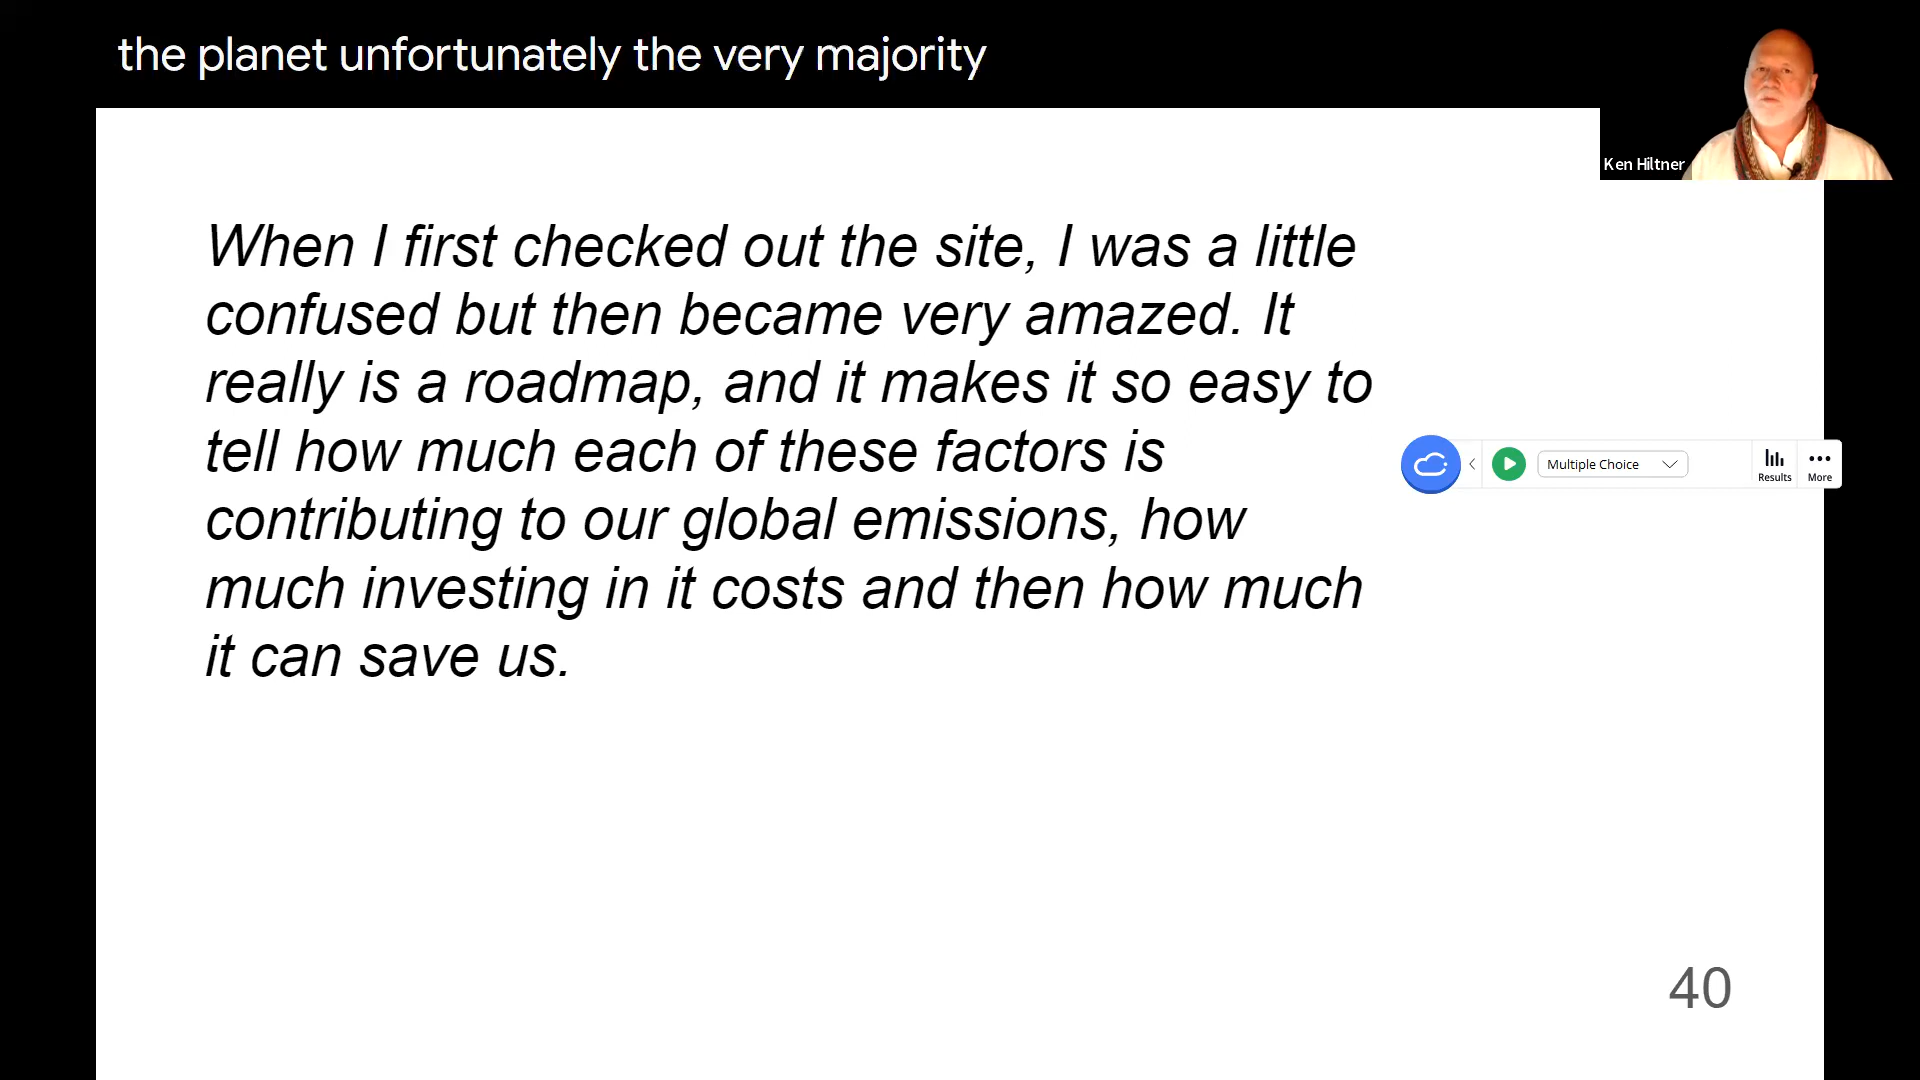 the planet unfortunately the very majority
Ken Hiltner
When I first checked out the site, I was a little
confused but then became very amazed. It
really is a roadmap, and it makes it so easy to
tell how much each of these factors is
contributing to our global emissions, how
much investing in it costs and then how much
it can save us.
Multiple Choice
Results
More
40